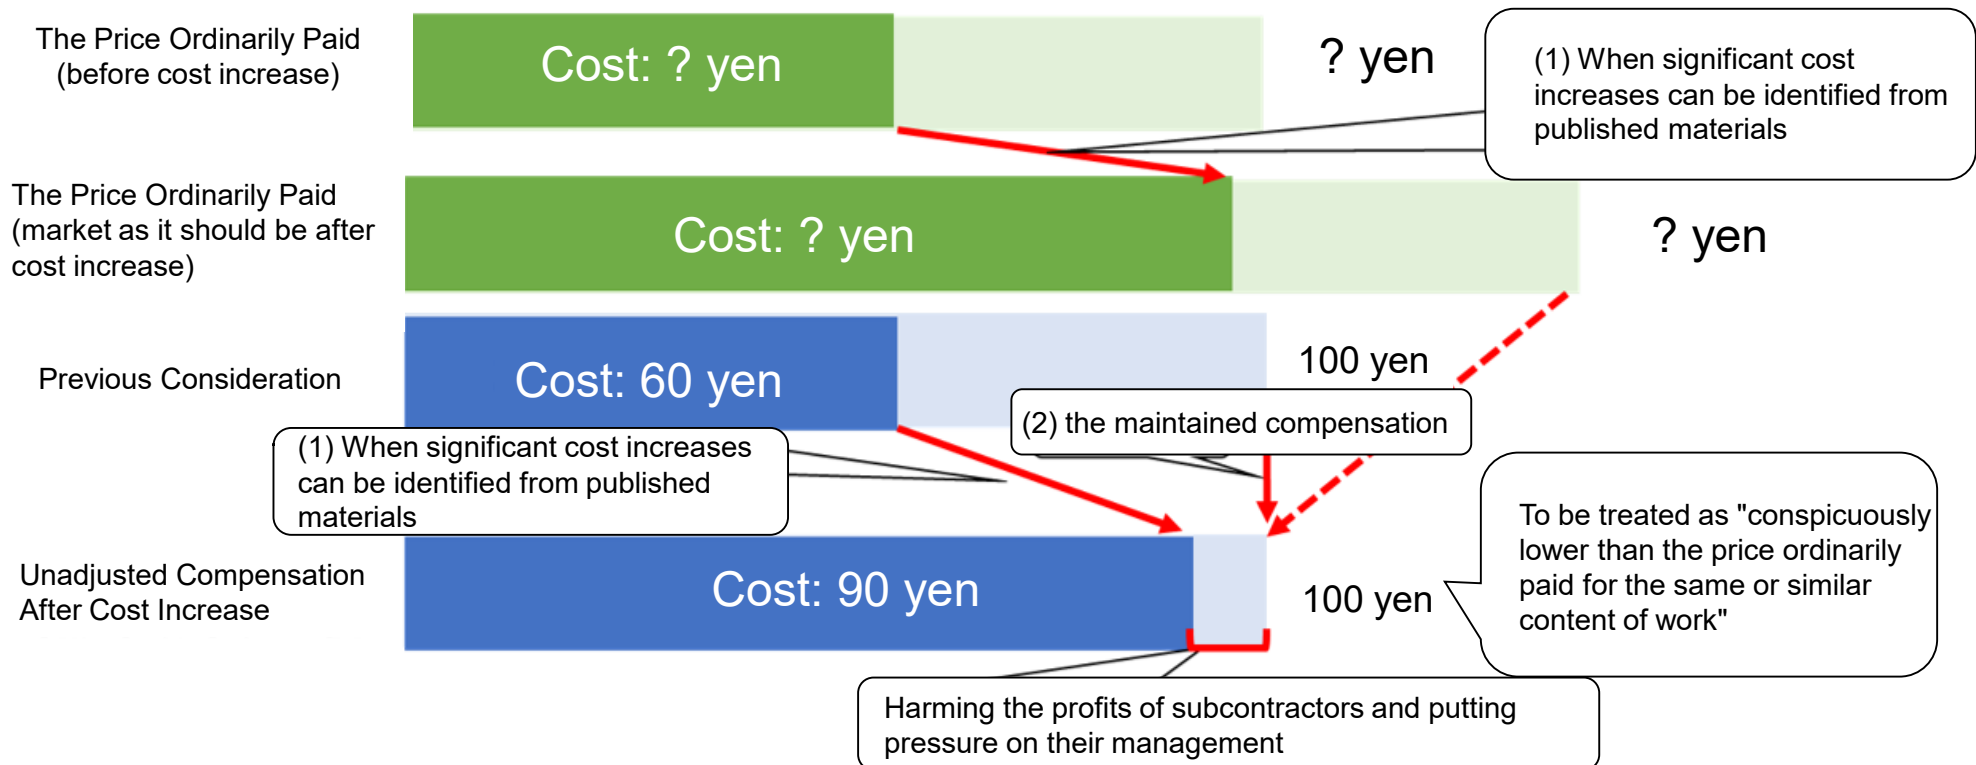 The Price Ordinarily Paid
(before cost increase)
Cost: ? yen
? yen
(1) When significant cost
increases can be identified from
published materials
The Price Ordinarily Paid
(market as it should be after
cost increase)
Cost: ? yen
? yen
Previous Consideration
Cost: 60 yen
100 yen
(2) the maintained compensation
(1) When significant cost increases
can be identified from published
materials
Unadjusted Compensation
After Cost Increase
Cost: 90 yen
100 yen
To be treated as "conspicuously
lower than the price ordinarily
paid for the same or similar
content of work"
Harming the profits of subcontractors and putting
pressure on their management